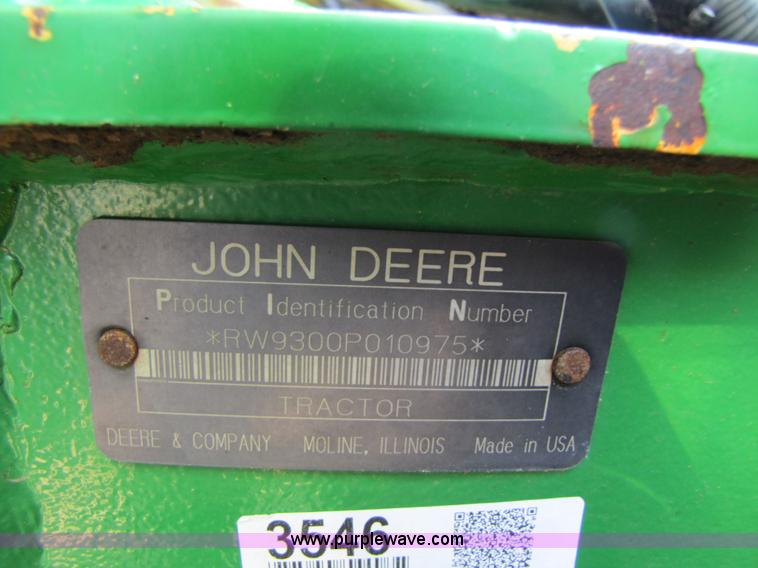 JOHN DEERE
Product Identification Number
*RW9300P010975*
TRACTOR
DEERE & COMPANY MOLINE, ILLINOIS Made in USA
3546
www.purplewave.com